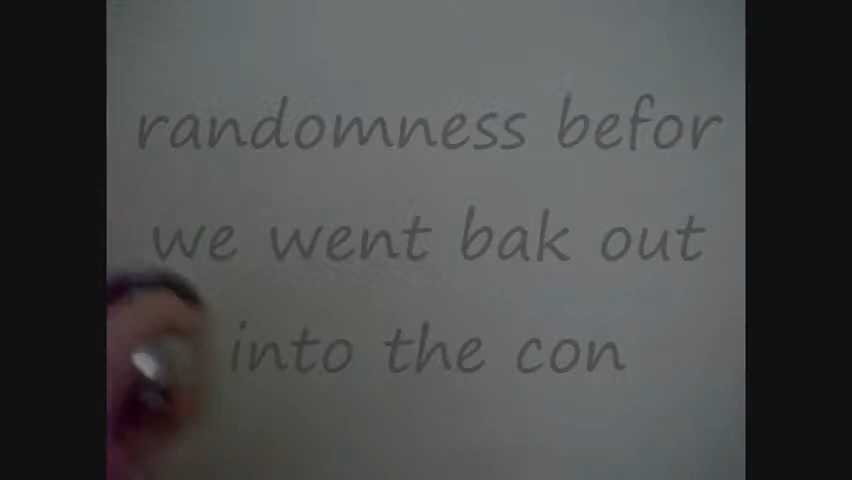 randomness befor
we went bak out
into the con